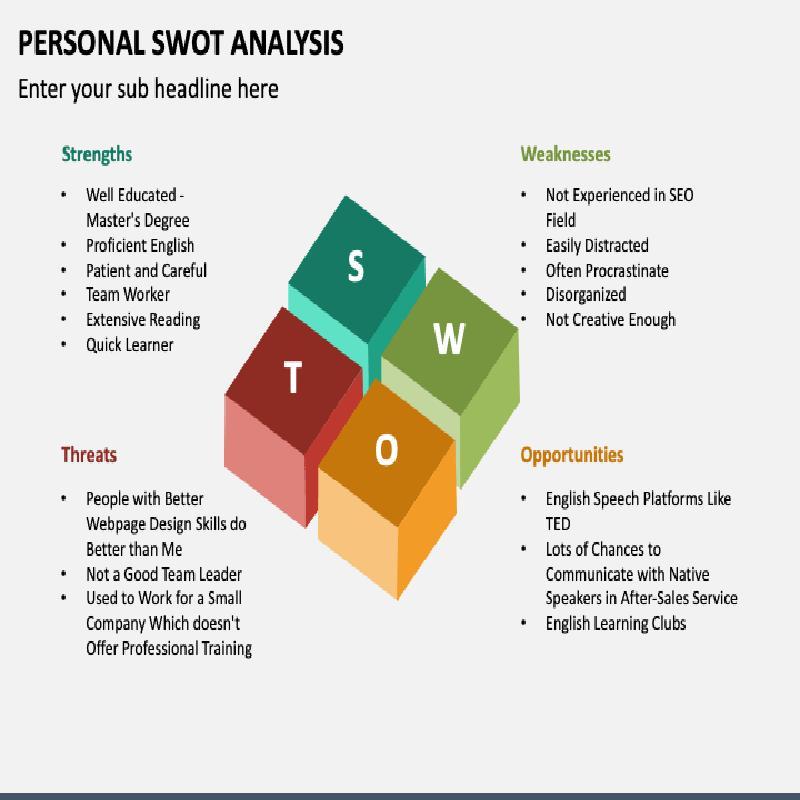 PERSONAL SWOT ANALYSIS
Enter your sub headline here
Strengths
• Well Educated -
Master's Degree
• Proficient English
• Patient and Careful
• Team Worker
• Extensive Reading
• Quick Learner
Weaknesses
• Not Experienced in SEO
Field
• Easily Distracted
• Often Procrastinate
• Disorganized
• Not Creative Enough
S
W
T
O
Threats
• People with Better
Webpage Design Skills do
Better than Me
• Not a Good Team Leader
• Used to Work for a Small
Company Which doesn't
Offer Professional Training
Opportunities
• English Speech Platforms Like
TED
• Lots of Chances to
Communicate with Native
Speakers in After-Sales Service
• English Learning Clubs